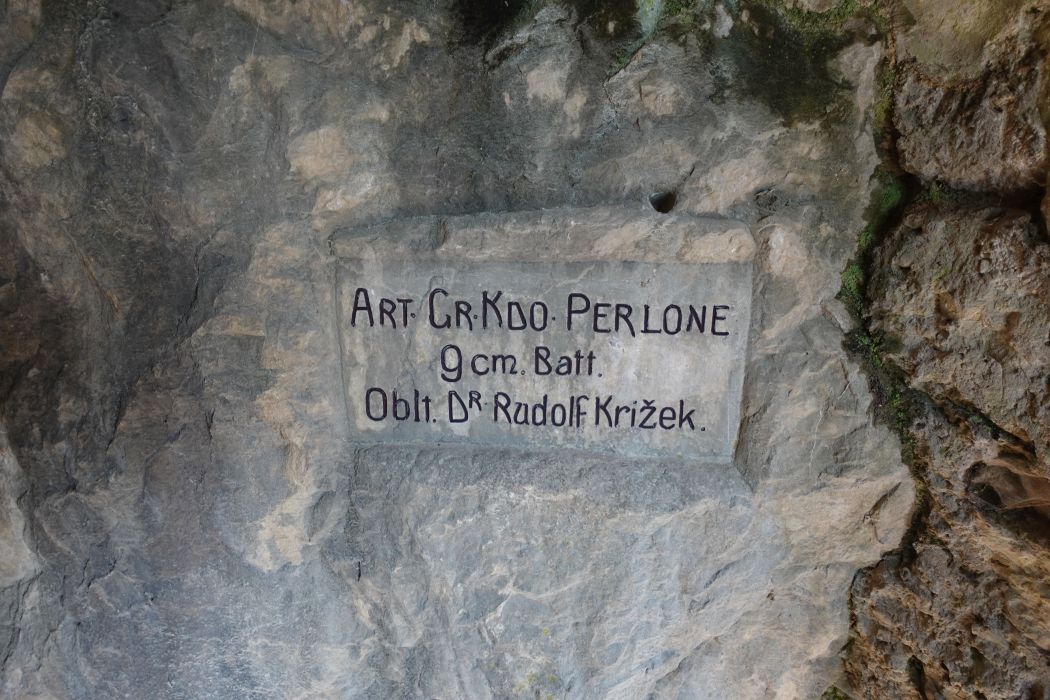 ART. GR. KDO. PERLONE
9 cm. Batt.
Oblt. DR. Rudolf Križek.